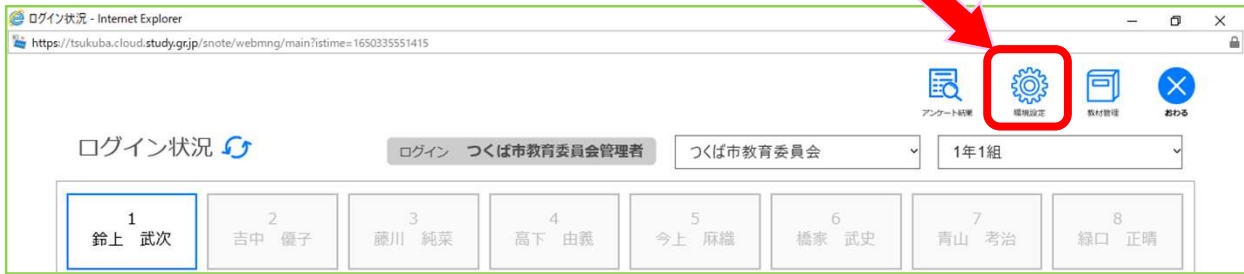 ログイン状況 - Internet Explorer
https://tsukuba.cloud.study.gr.jp/snote/webmng/main?istime=1650335551415
アンケート結果 環境設定 教材管理 おわる
ログイン状況 ログイン つくば市教育委員会管理者 つくば市教育委員会 1年1組
1 2 3 4 5 6 7 8
鈴上 武次 吉中 優子 藤川 純菜 高下 由義 今上 麻織 橋家 武史 青山 考治 緑口 正晴